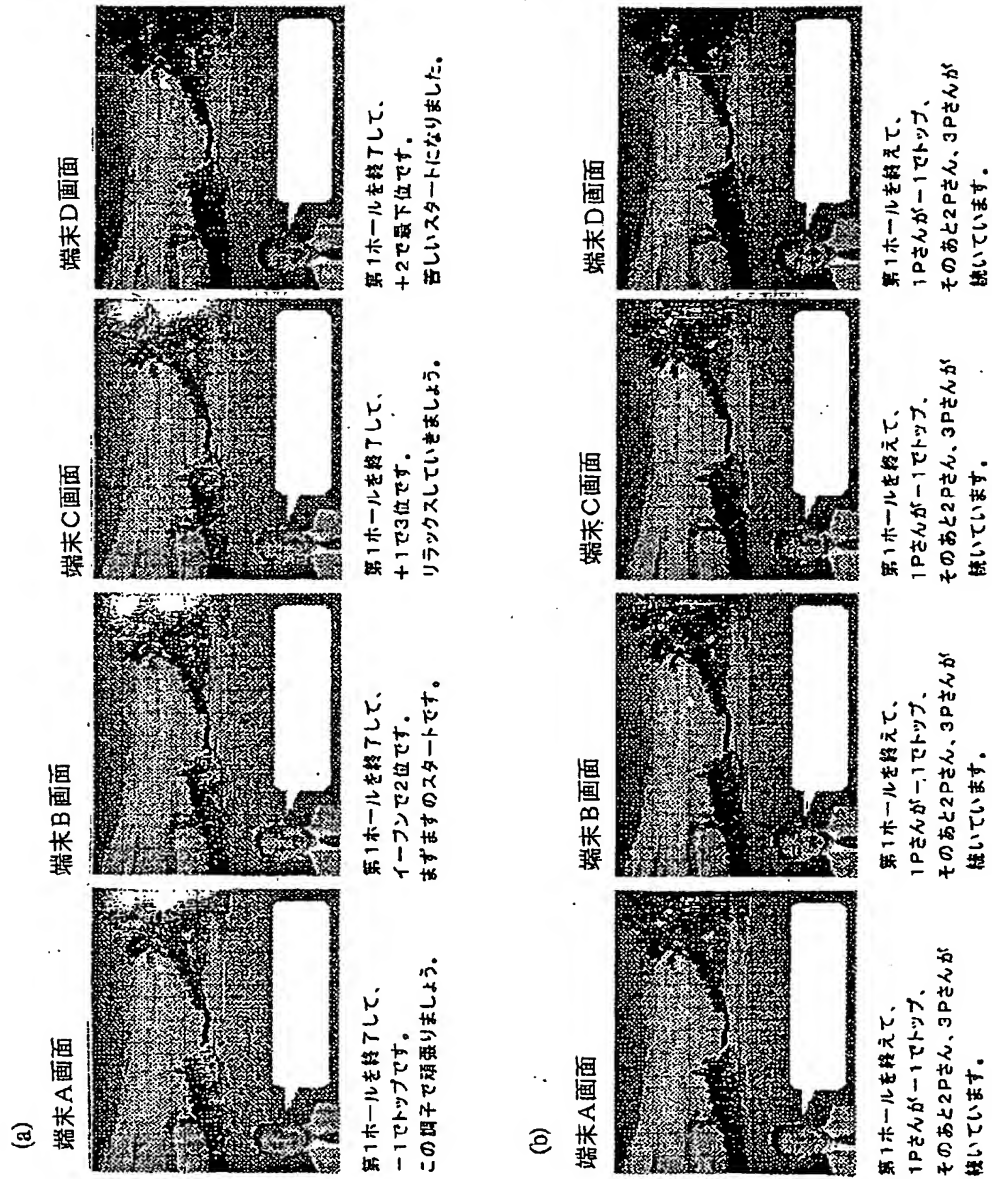 (a)
端末A画面
第1ホールを終了して、
-1でトップです。
この調子で頑張りましょう。
端末B画面
第1ホールを終了して、
イーブンで2位です。
まずまずのスタートです。
端末C画面
第1ホールを終了して、
+1で3位です。
リラックスしていきましょう。
端末D画面
第1ホールを終了して、
+2で最下位です。
苦しいスタートになりました。
(b)
端末A画面
第1ホールを終えて、
1Pさんが-1でトップ、
そのあと2Pさん、3Pさんが
続いています。
端末B画面
第1ホールを終えて、
1Pさんが-1でトップ、
そのあと2Pさん、3Pさんが
続いています。
端末C画面
第1ホールを終えて、
1Pさんが-1でトップ、
そのあと2Pさん、3Pさんが
続いています。
端末D画面
第1ホールを終えて、
1Pさんが-1でトップ、
そのあと2Pさん、3Pさんが
続いています。